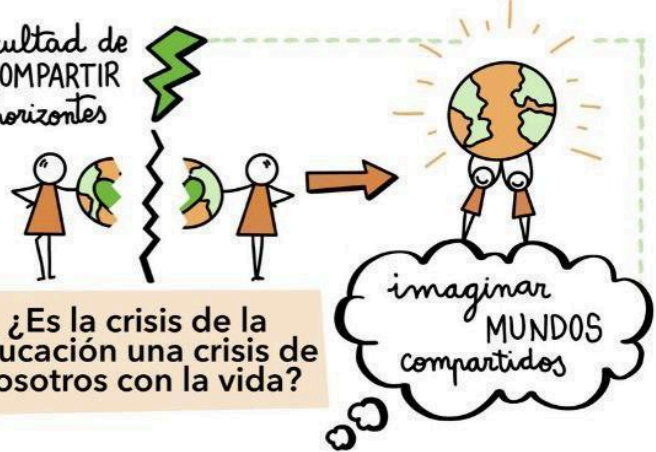 ultad de
OMPARTIR
orizontes
¿Es la crisis de la
ucación una crisis de
osotros con la vida?
imaginar
MUNDOS
compartidos